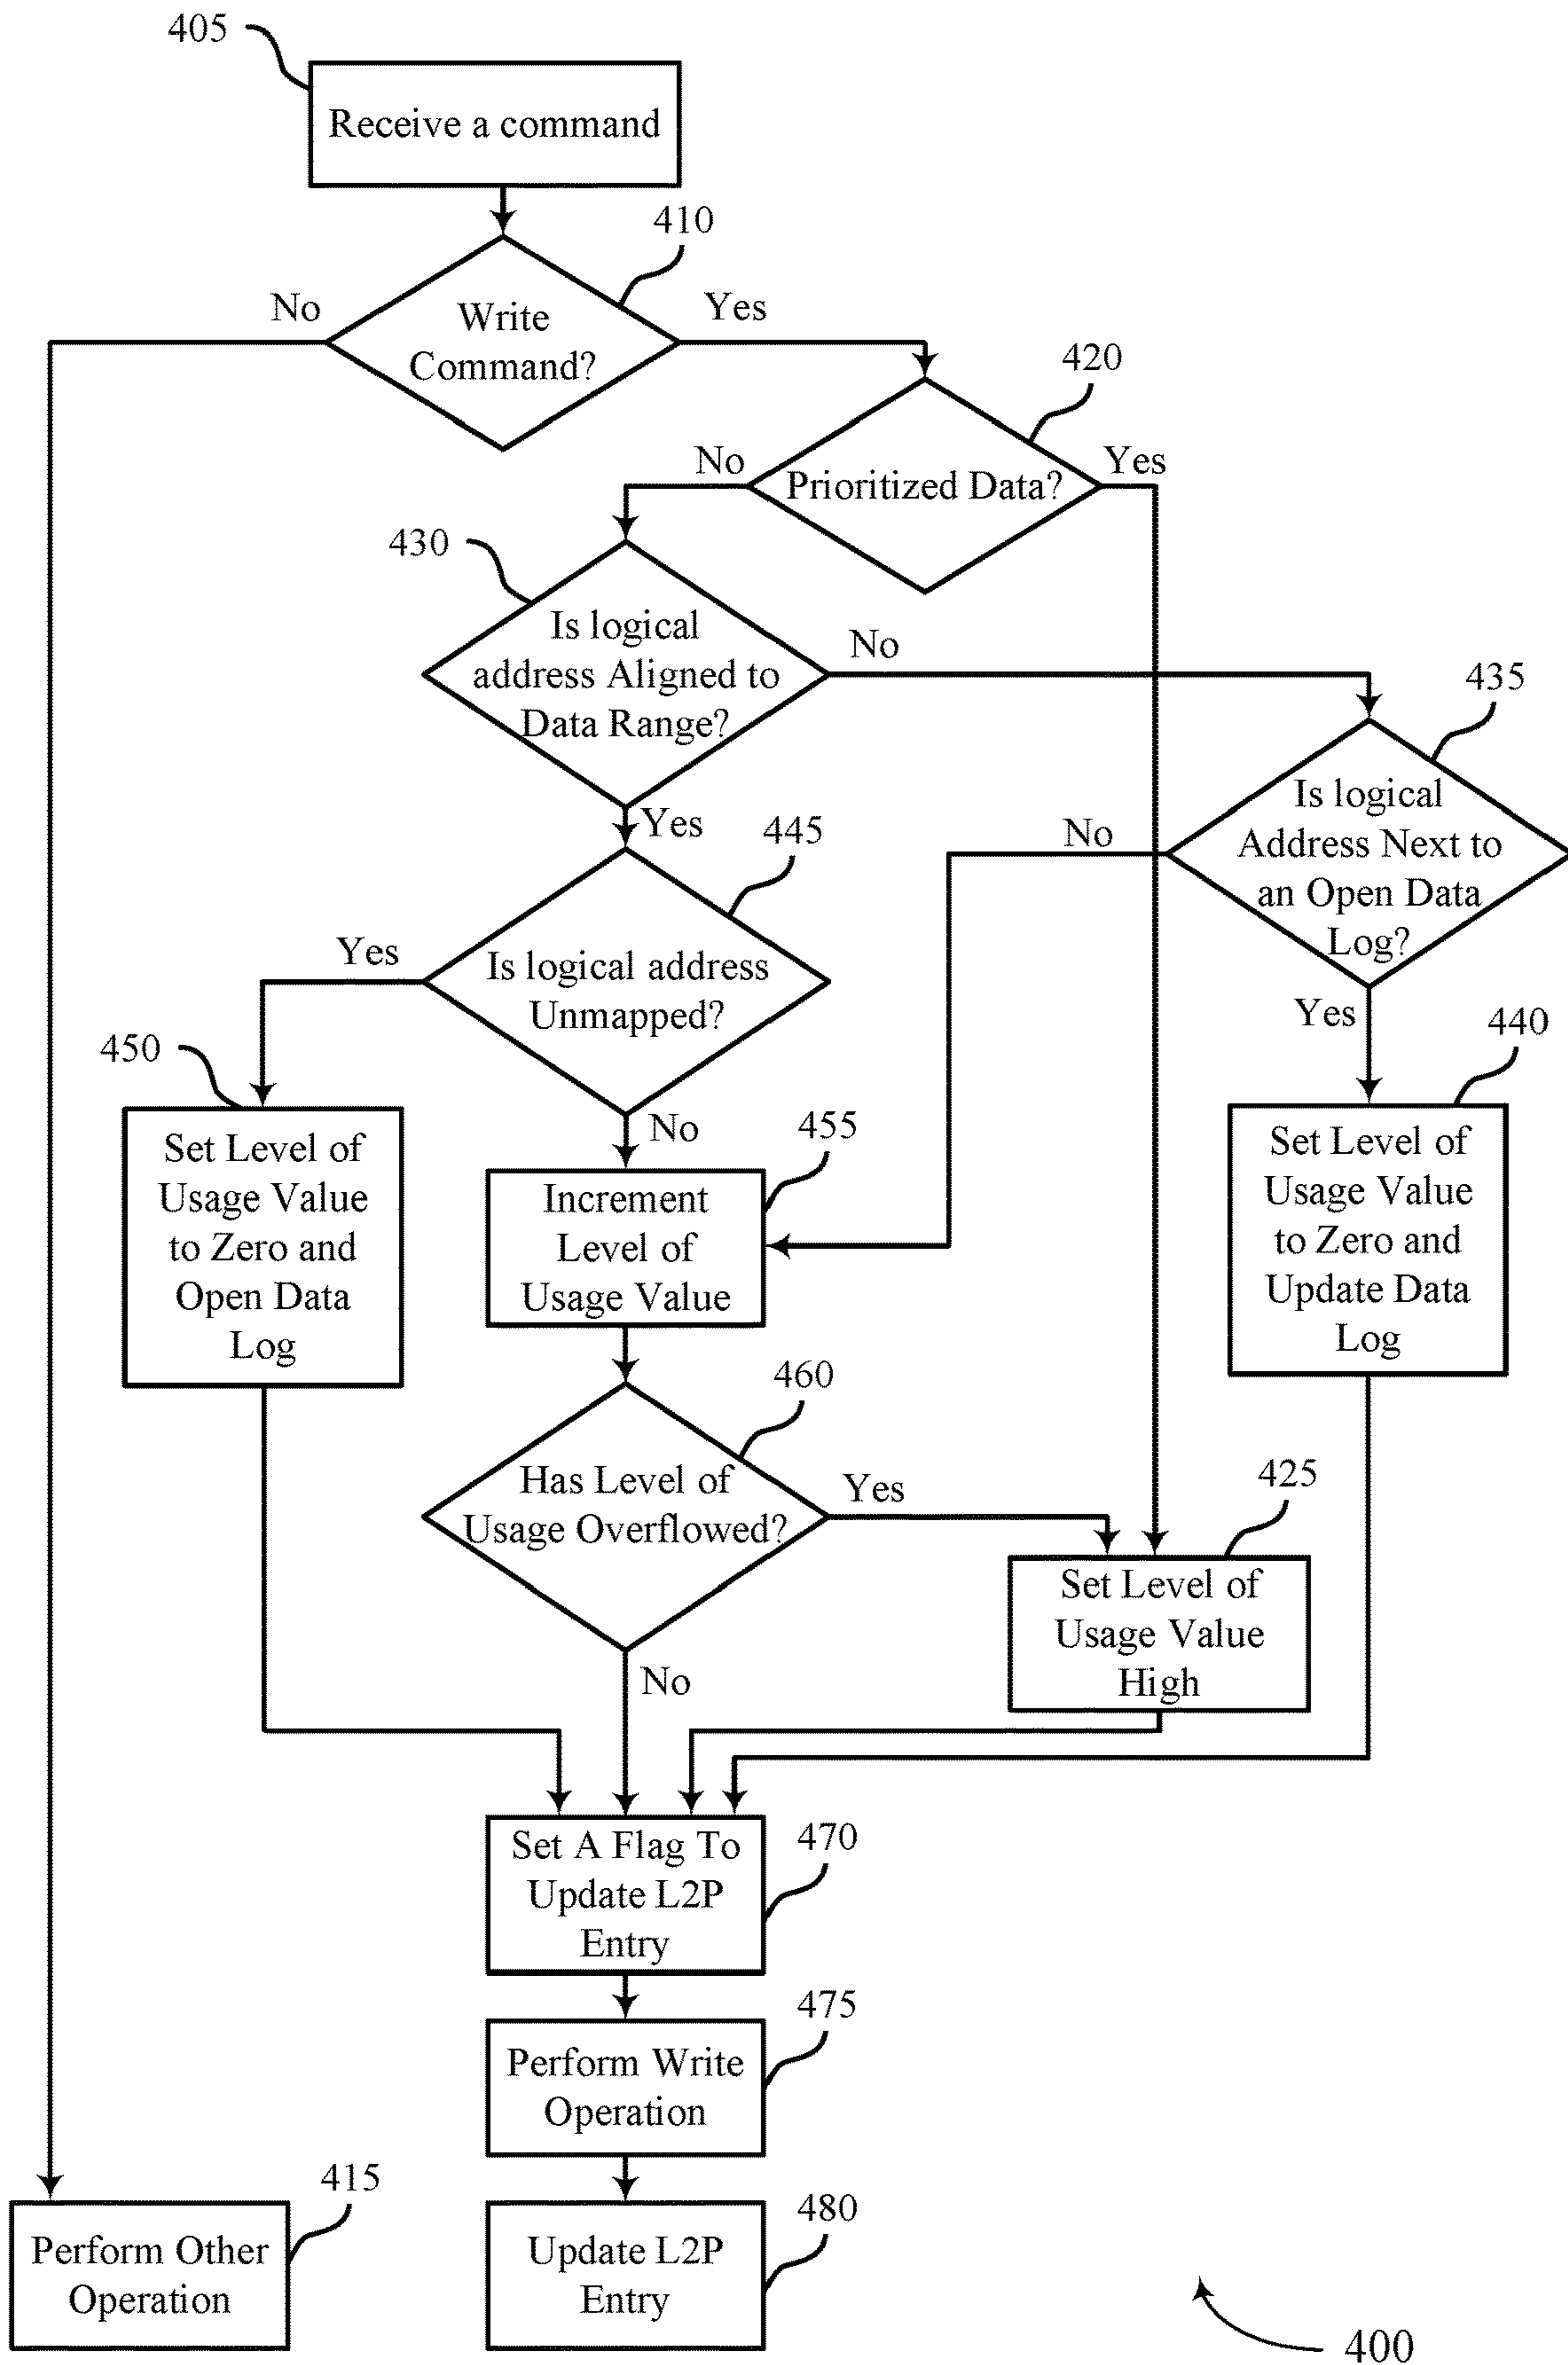 405
Receive a command
410
No
Yes
Write
Command?
420
No
Yes
Prioritized Data?
430
Is logical
address Aligned to
Data Range?
No
435
Is logical
Address Next to
an Open Data
Log?
No
Yes
Yes
445
Is logical address
Unmapped?
Yes
No
450
Set Level of
Usage Value
to Zero and
Open Data
Log
455
Increment
Level of
Usage Value
440
Set Level of
Usage Value
to Zero and
Update Data
Log
460
Has Level of
Usage Overflowed?
Yes
No
425
Set Level of
Usage Value
High
Set A Flag To
Update L2P
Entry
470
Perform Write
Operation
475
415
Perform Other
Operation
Update L2P
Entry
480
400